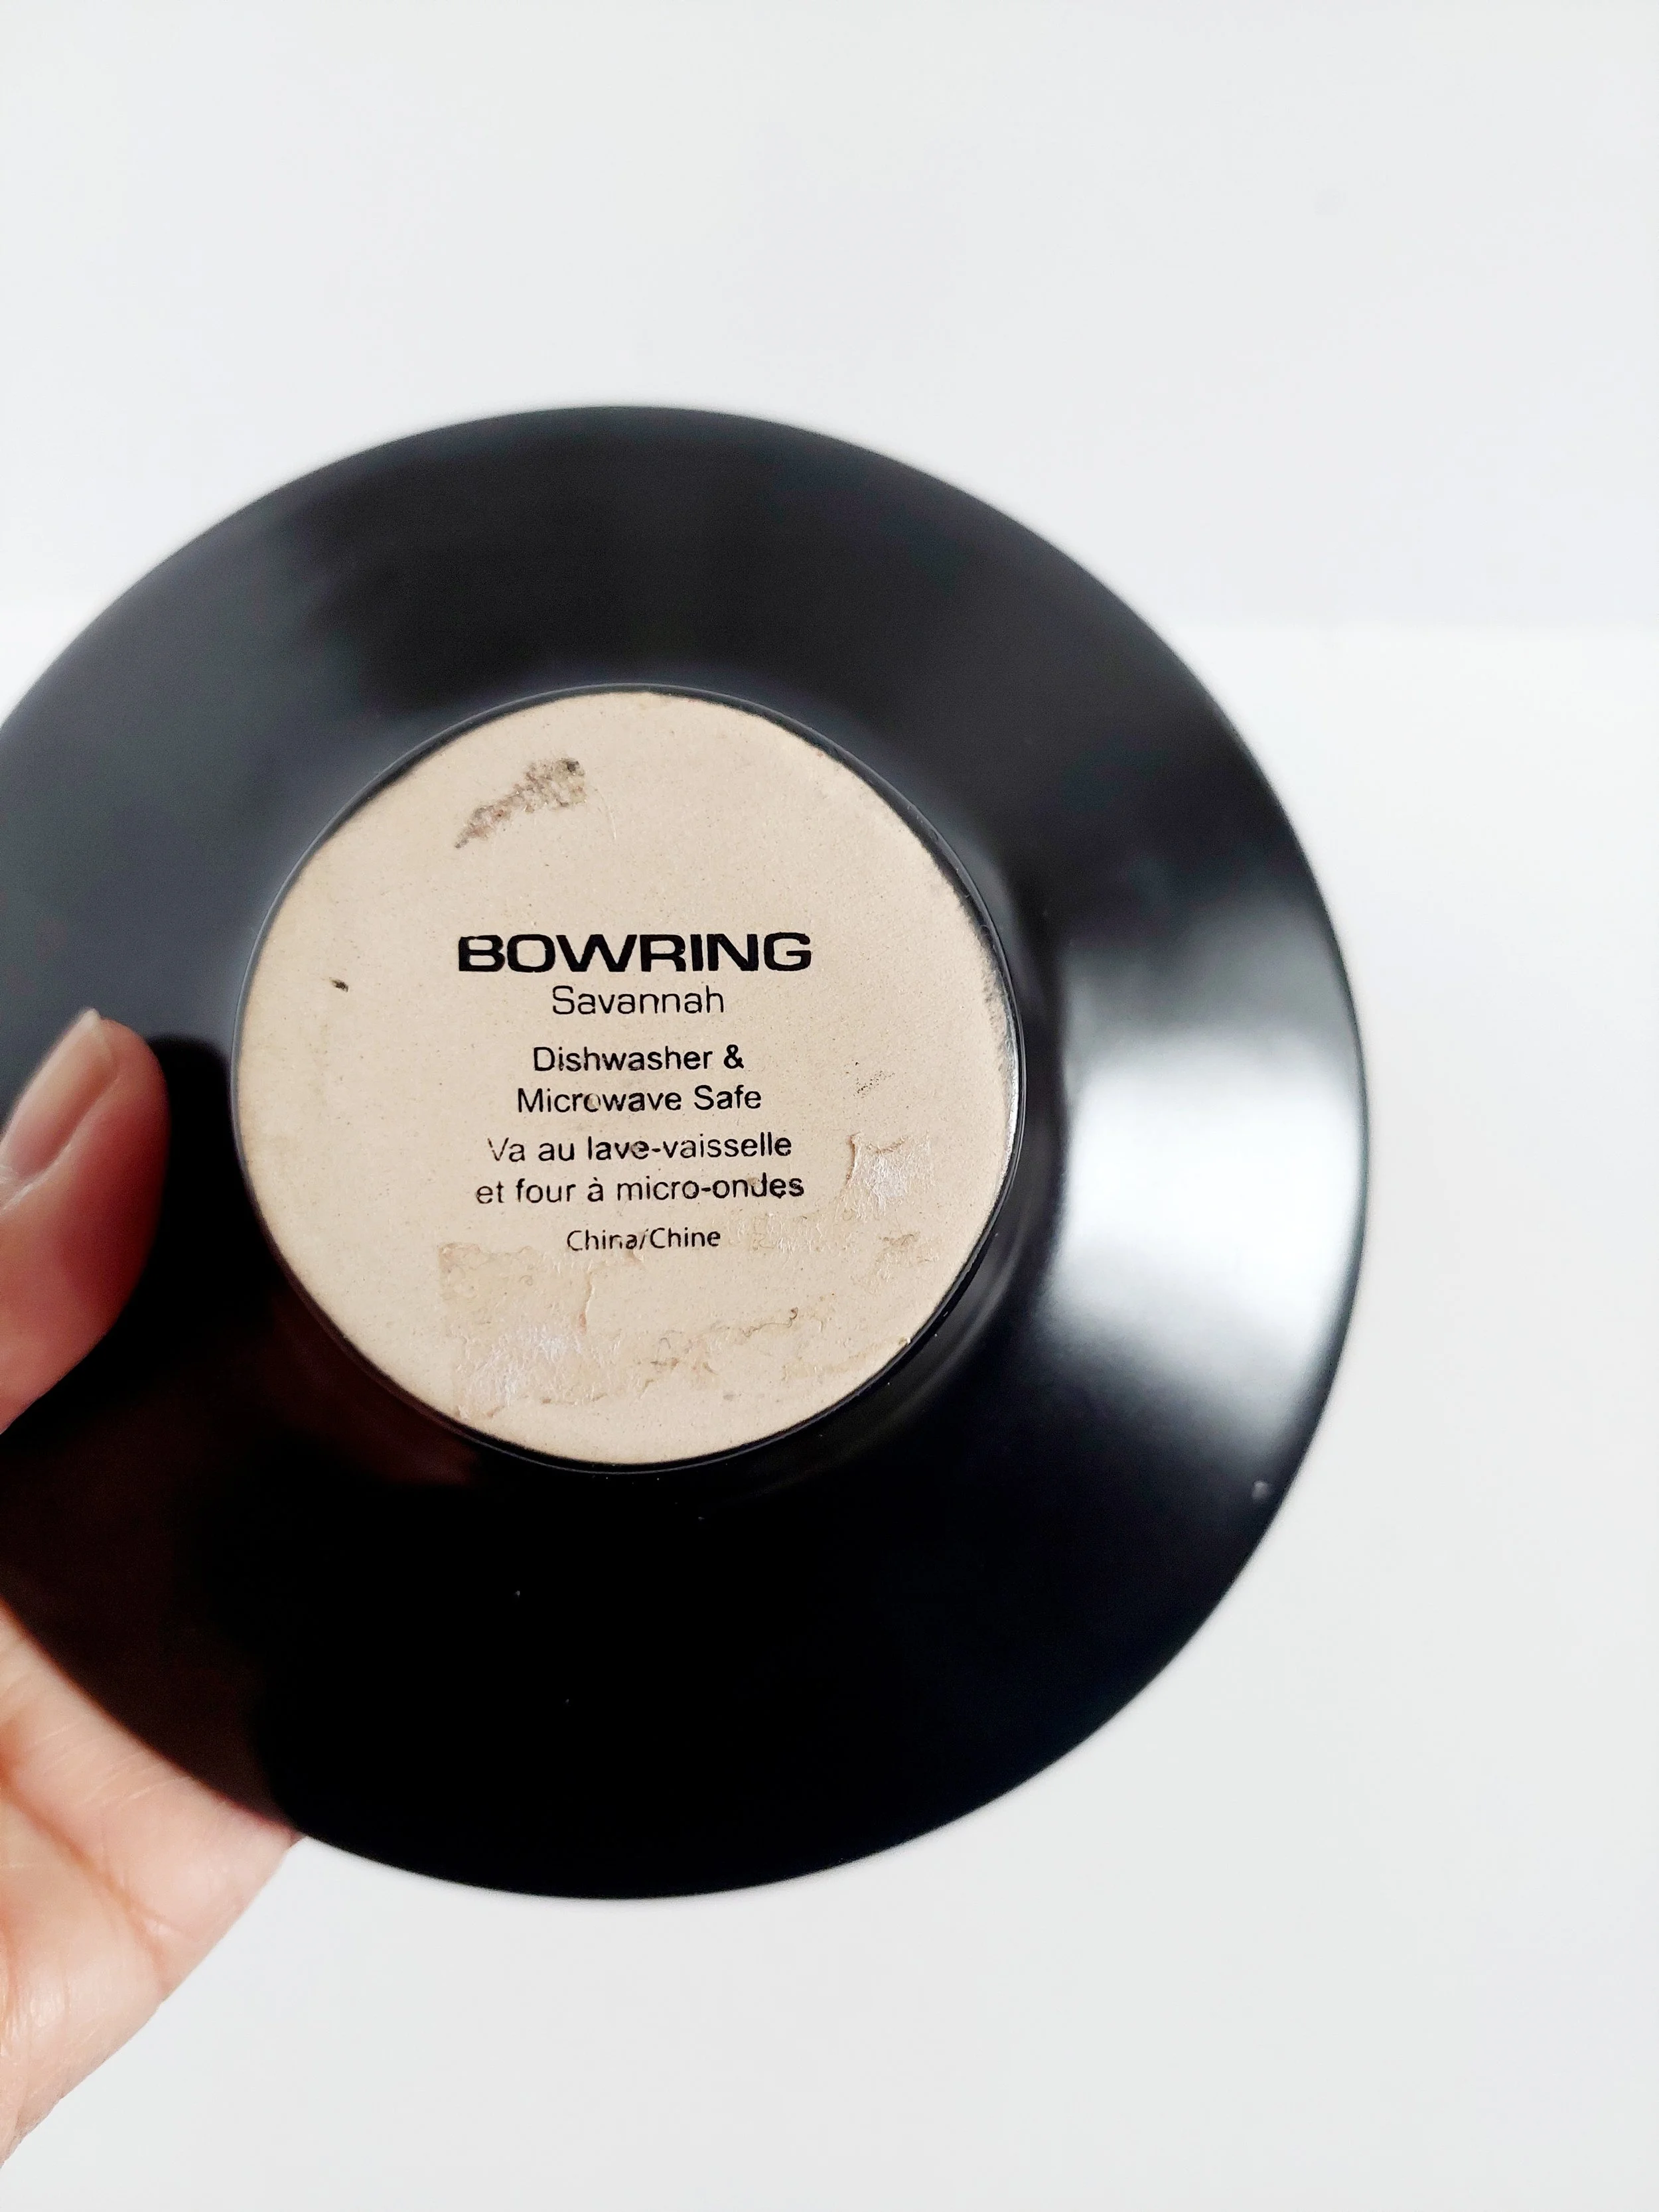 BOWRING
Savannah
Dishwasher &
Microwave Safe
Va au lave-vaisselle
et four à micro-ondes
China/Chine